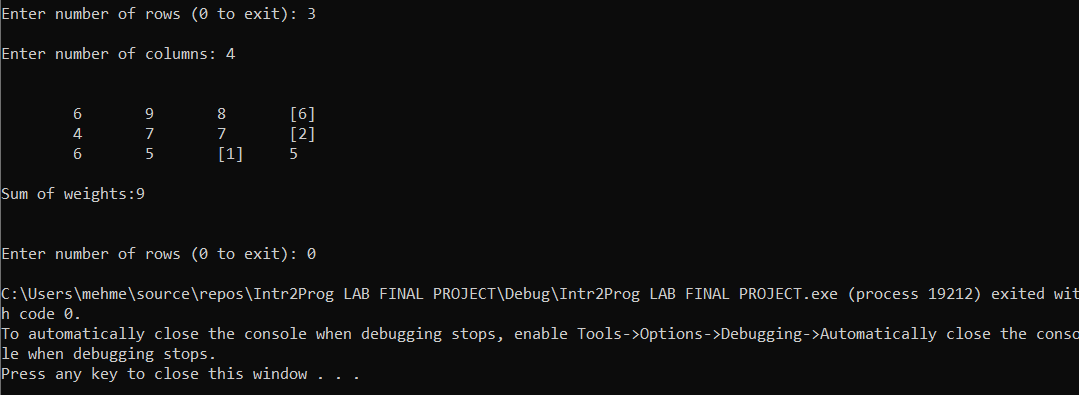 Enter number of rows (0 to exit): 3
Enter number of columns: 4
6 9 8 [6]
4 7 7 [2]
6 5 [1] 5
Sum of weights:9
Enter number of rows (0 to exit): 0
C:\Users\mehme\source\repos\Intr2Prog LAB FINAL PROJECT\Debug\Intr2Prog LAB FINAL PROJECT.exe (process 19212) exited wit
h code 0.
To automatically close the console when debugging stops, enable Tools->Options->Debugging->Automatically close the conso
le when debugging stops.
Press any key to close this window . . .